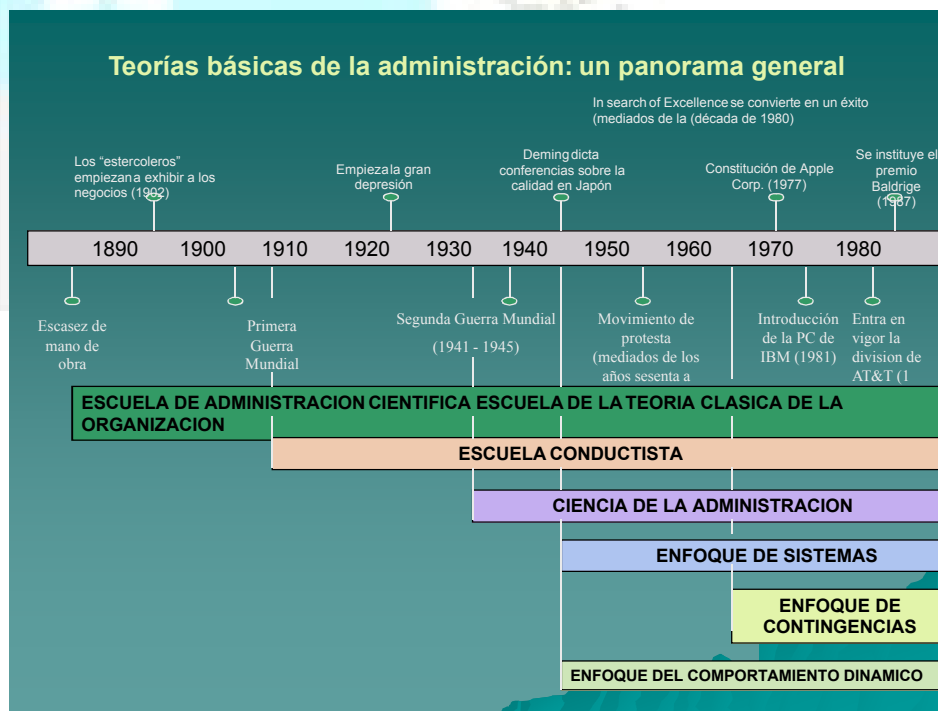 Teorías básicas de la administración: un panorama general
In search of Excellence se convierte en un éxito
(mediados de la (década de 1980)
Los “estercoleros”
empiezan a exhibir a los
negocios (1902)
Empieza la gran
depresión
Deming dicta
conferencias sobre la
calidad en Japón
Constitución de Apple
Corp. (1977)
Se instituye el
premio
Baldrige
(1987)
1890 1900 1910 1920 1930 1940 1950 1960 1970 1980
Escasez de
mano de
obra
Primera
Guerra
Mundial
Segunda Guerra Mundial
(1941 - 1945)
Movimiento de
protesta
(mediados de los
años sesenta a
Introducción
de la PC de
IBM (1981)
Entra en
vigor la
division de
AT&T (1
ESCUELA DE ADMINISTRACION CIENTIFICA ESCUELA DE LA TEORIA CLASICA DE LA
ORGANIZACION
ESCUELA CONDUCTISTA
CIENCIA DE LA ADMINISTRACION
ENFOQUE DE SISTEMAS
ENFOQUE DE
CONTINGENCIAS
ENFOQUE DEL COMPORTAMIENTO DINAMICO